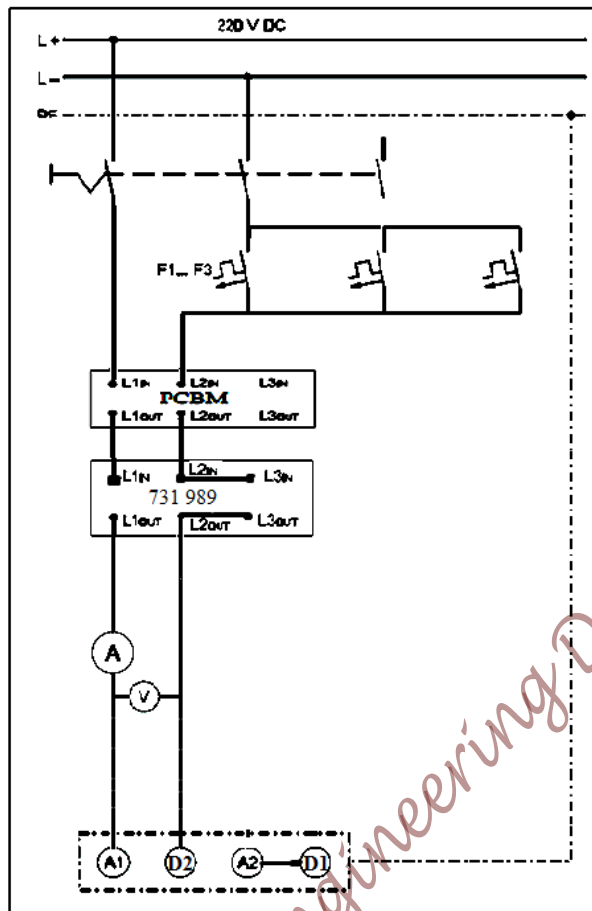 220 V DC
L+
L-
PE
F1... F3
L1IN L2IN L3IN
PCBM
L1OUT L2OUT L3OUT
L1IN L2IN L3IN
731 989
L1OUT L2OUT L3OUT
A
V
A1 D2 A2 D1
ngineering D